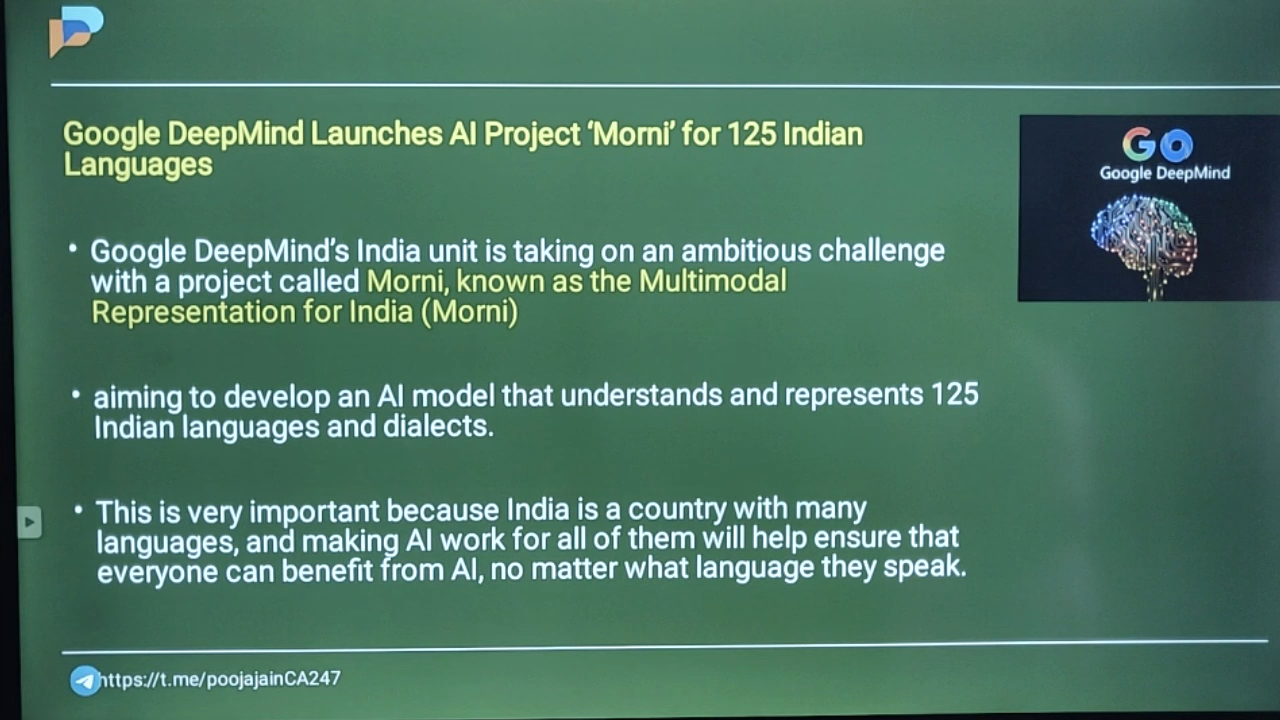 Google DeepMind Launches AI Project ‘Morni’ for 125 Indian
Languages
GO
Google DeepMind
• Google DeepMind’s India unit is taking on an ambitious challenge
with a project called Morni, known as the Multimodal
Representation for India (Morni)
• aiming to develop an AI model that understands and represents 125
Indian languages and dialects.
• This is very important because India is a country with many
languages, and making AI work for all of them will help ensure that
everyone can benefit from AI, no matter what language they speak.
https://t.me/poojajainCA247